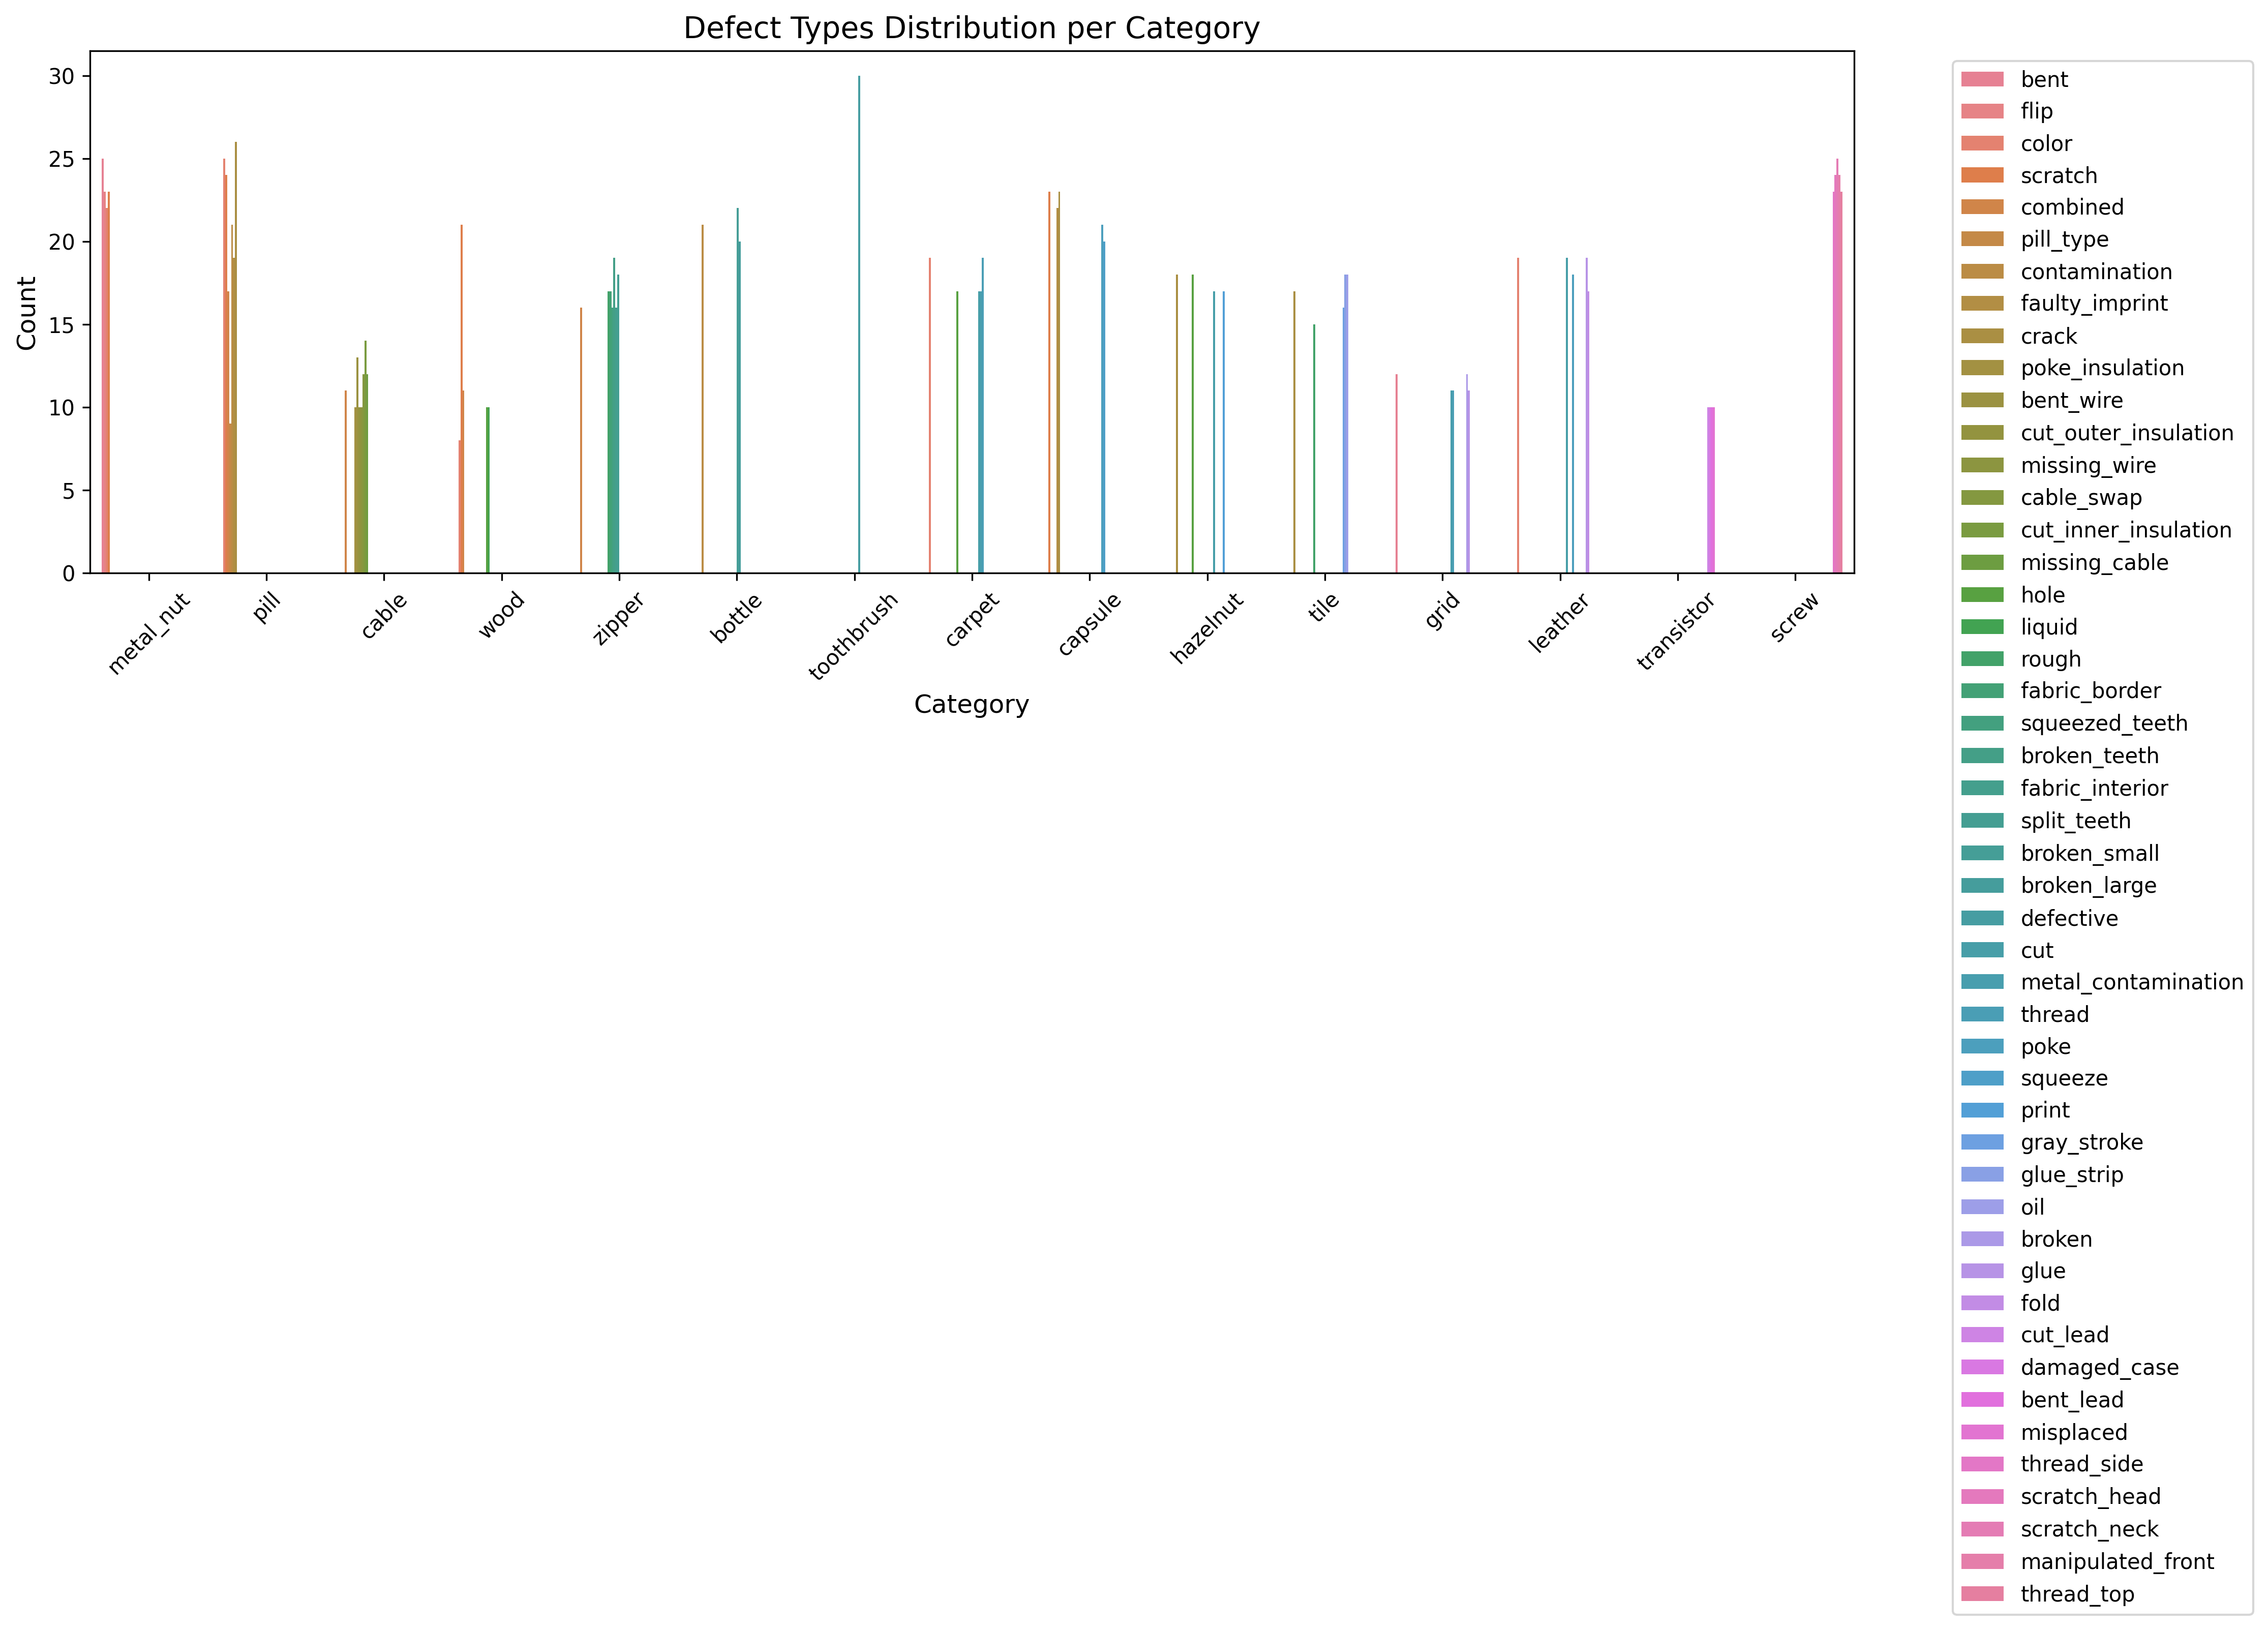 Defect Types Distribution per Category
Count
30
25
20
15
10
5
0
metal_nut
pill
cable
wood
zipper
bottle
toothbrush
carpet
capsule
hazelnut
tile
grid
leather
transistor
screw
Category
bent
flip
color
scratch
combined
pill_type
contamination
faulty_imprint
crack
poke_insulation
bent_wire
cut_outer_insulation
missing_wire
cable_swap
cut_inner_insulation
missing_cable
hole
liquid
rough
fabric_border
squeezed_teeth
broken_teeth
fabric_interior
split_teeth
broken_small
broken_large
defective
cut
metal_contamination
thread
poke
squeeze
print
gray_stroke
glue_strip
oil
broken
glue
fold
cut_lead
damaged_case
bent_lead
misplaced
thread_side
scratch_head
scratch_neck
manipulated_front
thread_top